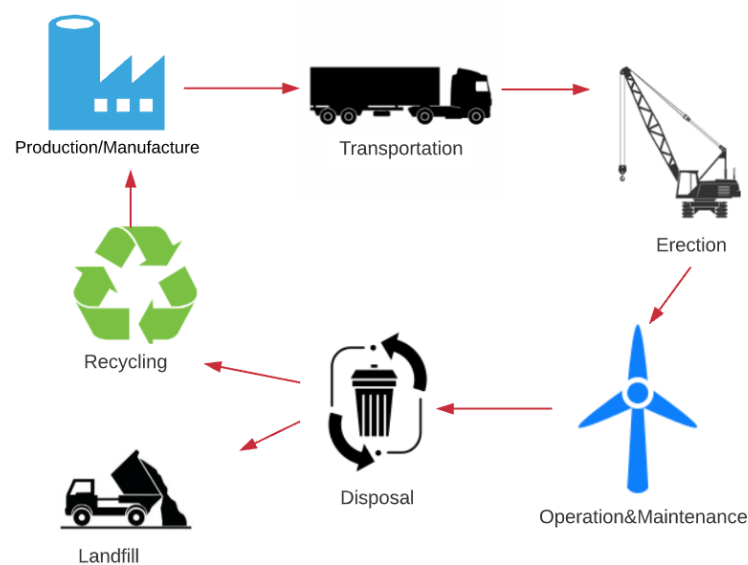 Production/Manufacture
Transportation
Erection
Recycling
Disposal
Operation&Maintenance
Landfill